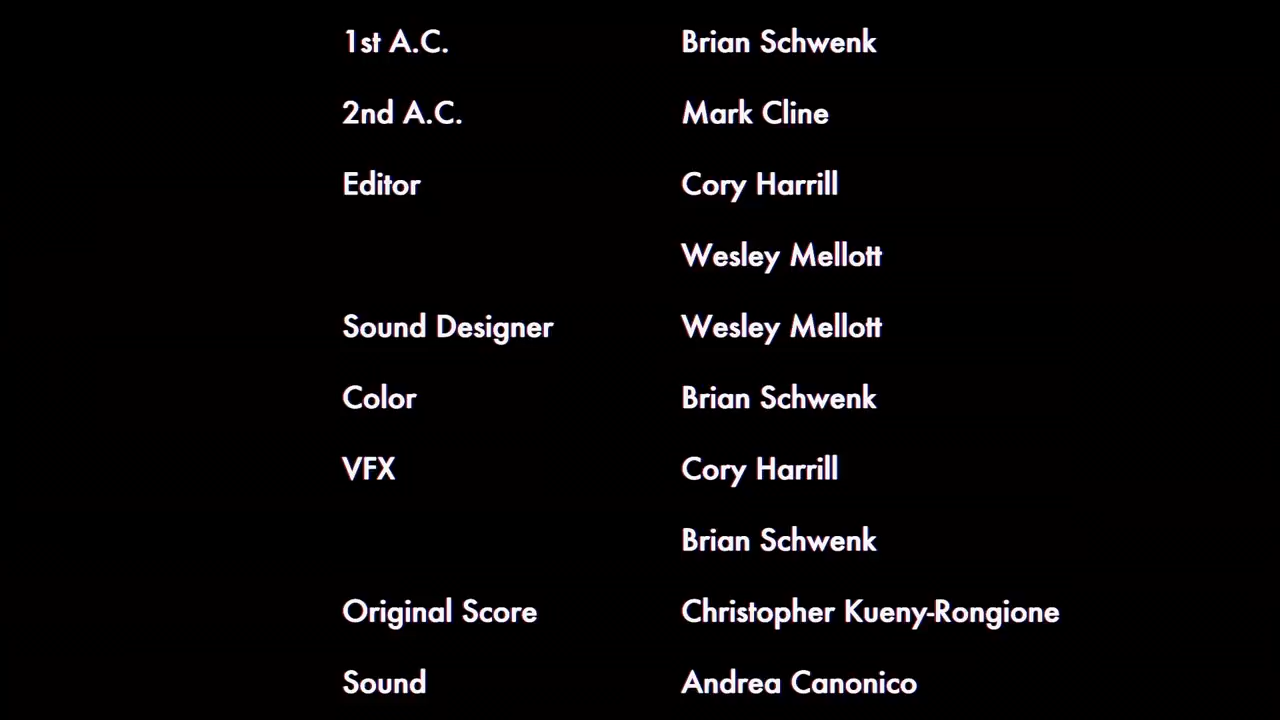 1st A.C. Brian Schwenk
2nd A.C. Mark Cline
Editor Cory Harrill
Wesley Mellott
Sound Designer Wesley Mellott
Color Brian Schwenk
VFX Cory Harrill
Brian Schwenk
Original Score Christopher Kueny-Rongione
Sound Andrea Canonico